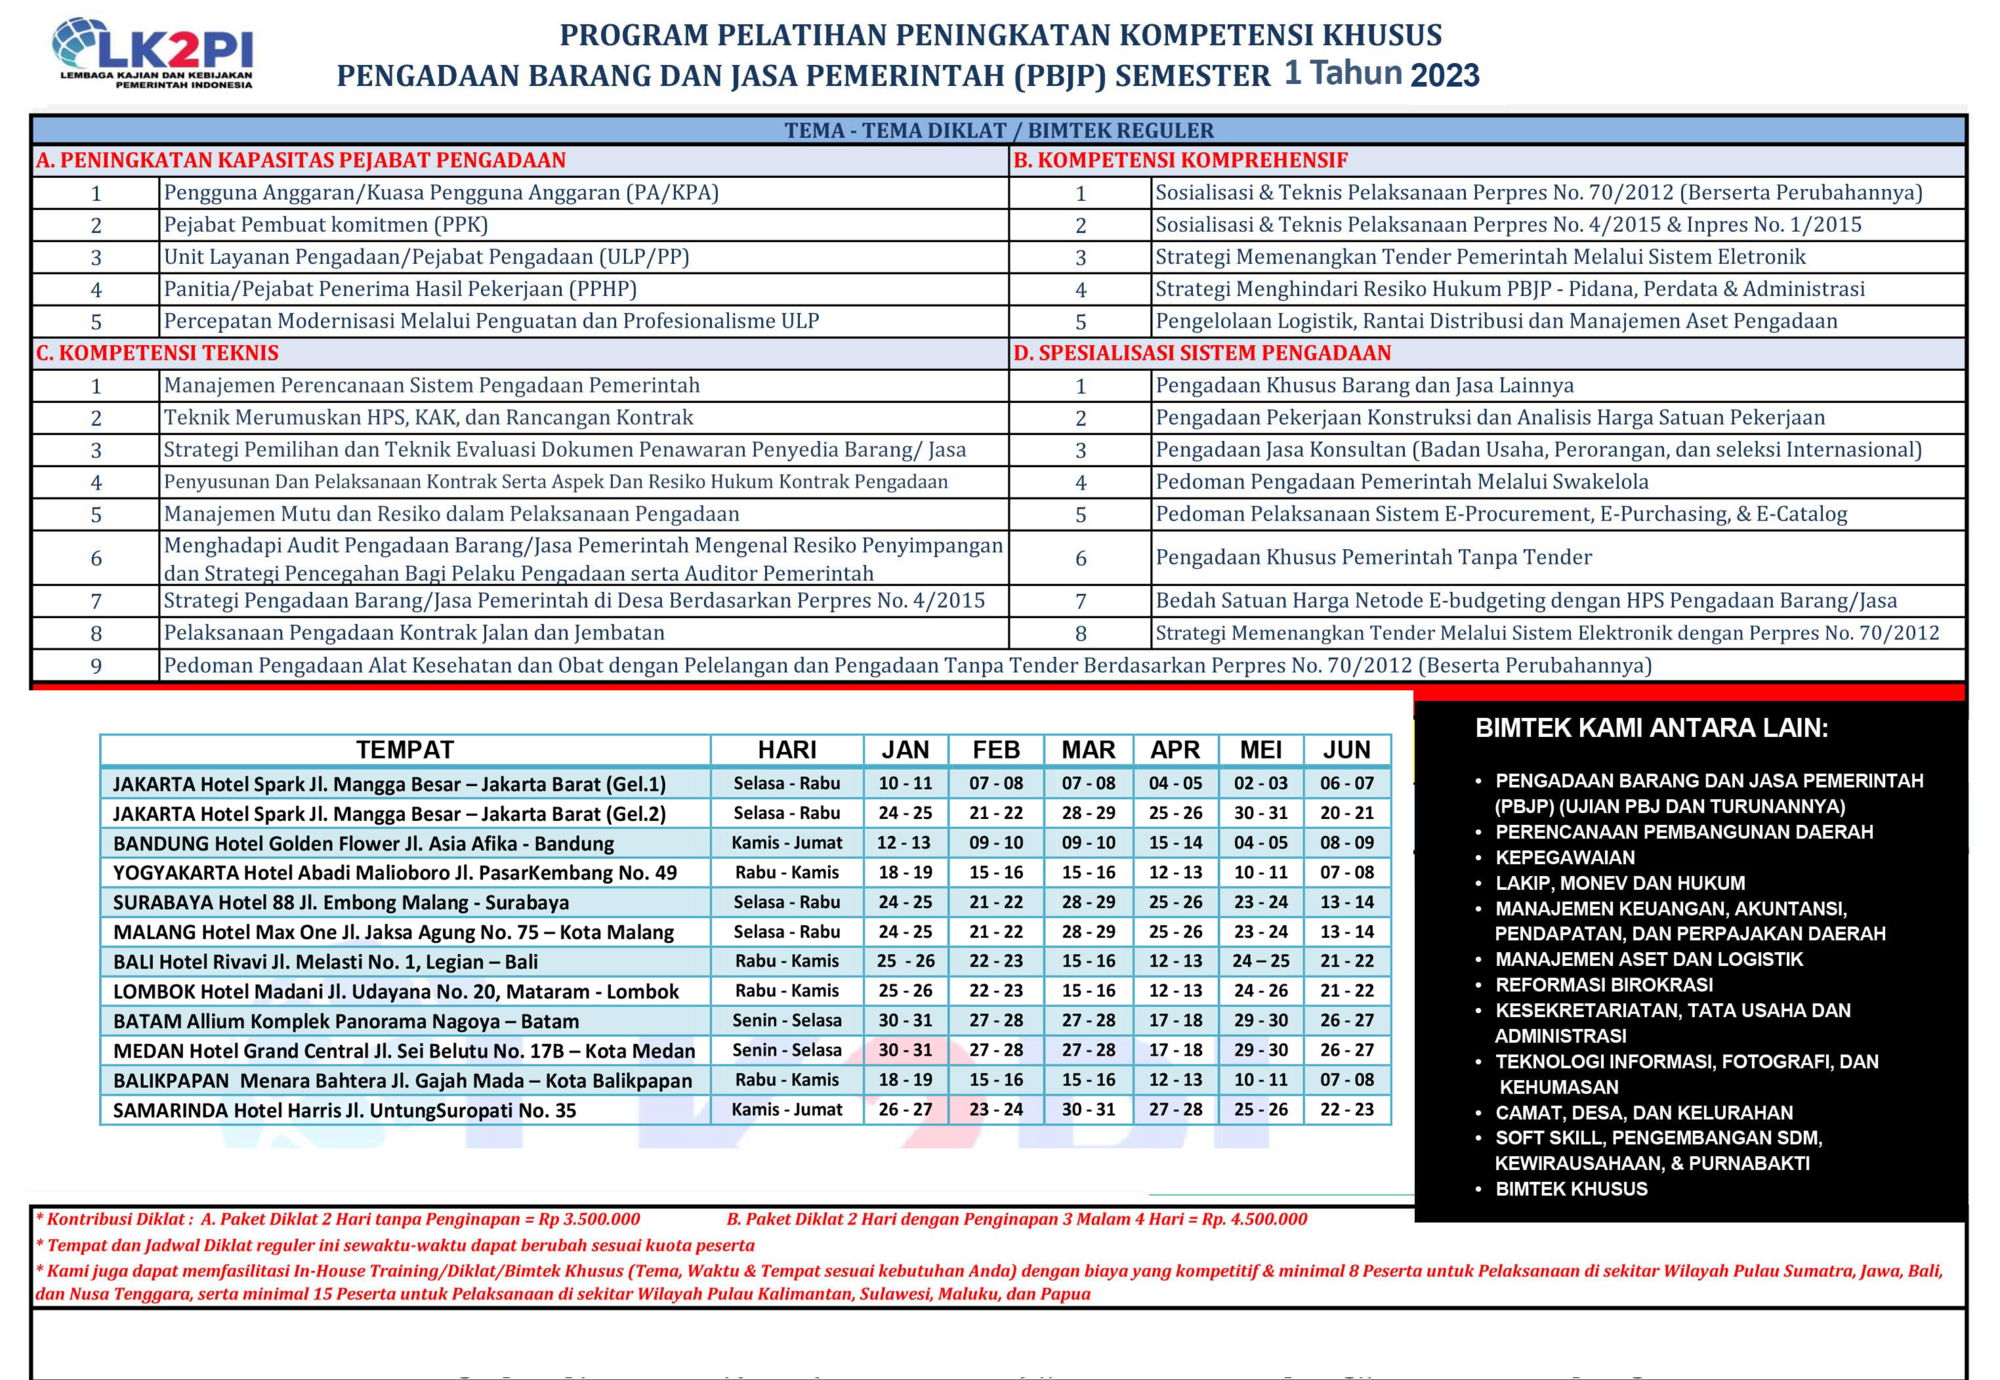 LK2PI
LEMBAGA KAJIAN DAN KEBIJAKAN
PEMERINTAH INDONESIA
PROGRAM PELATIHAN PENINGKATAN KOMPETENSI KHUSUS
PENGADAAN BARANG DAN JASA PEMERINTAH (PBJP) SEMESTER 1 Tahun 2023
TEMA - TEMA DIKLAT / BIMTEK REGULER
A. PENINGKATAN KAPASITAS PEJABAT PENGADAAN
1 Pengguna Anggaran/Kuasa Pengguna Anggaran (PA/KPA)
2 Pejabat Pembuat komitmen (PPK)
3 Unit Layanan Pengadaan/Pejabat Pengadaan (ULP/PP)
4 Panitia/Pejabat Penerima Hasil Pekerjaan (PPHP)
5 Percepatan Modernisasi Melalui Penguatan dan Profesionalisme ULP
B. KOMPETENSI KOMPREHENSIF
1 Sosialisasi & Teknis Pelaksanaan Perpres No. 70/2012 (Berserta Perubahannya)
2 Sosialisasi & Teknis Pelaksanaan Perpres No. 4/2015 & Inpres No. 1/2015
3 Strategi Memenangkan Tender Pemerintah Melalui Sistem Eletronik
4 Strategi Menghindari Resiko Hukum PBJP - Pidana, Perdata & Administrasi
5 Pengelolaan Logistik, Rantai Distribusi dan Manajemen Aset Pengadaan
C. KOMPETENSI TEKNIS
1 Manajemen Perencanaan Sistem Pengadaan Pemerintah
2 Teknik Merumuskan HPS, KAK, dan Rancangan Kontrak
3 Strategi Pemilihan dan Teknik Evaluasi Dokumen Penawaran Penyedia Barang/ Jasa
4 Penyusunan Dan Pelaksanaan Kontrak Serta Aspek Dan Resiko Hukum Kontrak Pengadaan
5 Manajemen Mutu dan Resiko dalam Pelaksanaan Pengadaan
6 Menghadapi Audit Pengadaan Barang/Jasa Pemerintah Mengenal Resiko Penyimpangan
dan Strategi Pencegahan Bagi Pelaku Pengadaan serta Auditor Pemerintah
7 Strategi Pengadaan Barang/Jasa Pemerintah di Desa Berdasarkan Perpres No. 4/2015
8 Pelaksanaan Pengadaan Kontrak Jalan dan Jembatan
9 Pedoman Pengadaan Alat Kesehatan dan Obat dengan Pelelangan dan Pengadaan Tanpa Tender Berdasarkan Perpres No. 70/2012 (Beserta Perubahannya)
D. SPESIALISASI SISTEM PENGADAAN
1 Pengadaan Khusus Barang dan Jasa Lainnya
2 Pengadaan Pekerjaan Konstruksi dan Analisis Harga Satuan Pekerjaan
3 Pengadaan Jasa Konsultan (Badan Usaha, Perorangan, dan seleksi Internasional)
4 Pedoman Pengadaan Pemerintah Melalui Swakelola
5 Pedoman Pelaksanaan Sistem E-Procurement, E-Purchasing, & E-Catalog
6 Pengadaan Khusus Pemerintah Tanpa Tender
7 Bedah Satuan Harga Netode E-budgeting dengan HPS Pengadaan Barang/Jasa
8 Strategi Memenangkan Tender Melalui Sistem Elektronik dengan Perpres No. 70/2012
TEMPAT HARI JAN FEB MAR APR MEI JUN
JAKARTA Hotel Spark Jl. Mangga Besar – Jakarta Barat (Gel.1) Selasa - Rabu 10 - 11 07 - 08 07 - 08 04 - 05 02 - 03 06 - 07
JAKARTA Hotel Spark Jl. Mangga Besar – Jakarta Barat (Gel.2) Selasa - Rabu 24 - 25 21 - 22 28 - 29 25 - 26 30 - 31 20 - 21
BANDUNG Hotel Golden Flower Jl. Asia Afika - Bandung Kamis - Jumat 12 - 13 09 - 10 09 - 10 15 - 14 04 - 05 08 - 09
YOGYAKARTA Hotel Abadi Malioboro Jl. PasarKembang No. 49 Rabu - Kamis 18 - 19 15 - 16 15 - 16 12 - 13 10 - 11 07 - 08
SURABAYA Hotel 88 Jl. Embong Malang - Surabaya Selasa - Rabu 24 - 25 21 - 22 28 - 29 25 - 26 23 - 24 13 - 14
MALANG Hotel Max One Jl. Jaksa Agung No. 75 – Kota Malang Selasa - Rabu 24 - 25 21 - 22 28 - 29 25 - 26 23 - 24 13 - 14
BALI Hotel Rivavi Jl. Melasti No. 1, Legian – Bali Rabu - Kamis 25 - 26 22 - 23 15 - 16 12 - 13 24 – 25 21 - 22
LOMBOK Hotel Madani Jl. Udayana No. 20, Mataram - Lombok Rabu - Kamis 25 - 26 22 - 23 15 - 16 12 - 13 24 - 26 21 - 22
BATAM Allium Komplek Panorama Nagoya – Batam Senin - Selasa 30 - 31 27 - 28 27 - 28 17 - 18 29 - 30 26 - 27
MEDAN Hotel Grand Central Jl. Sei Belutu No. 17B – Kota Medan Senin - Selasa 30 - 31 27 - 28 27 - 28 17 - 18 29 - 30 26 - 27
BALIKPAPAN Menara Bahtera Jl. Gajah Mada – Kota Balikpapan Rabu - Kamis 18 - 19 15 - 16 15 - 16 12 - 13 10 - 11 07 - 08
SAMARINDA Hotel Harris Jl. UntungSuropati No. 35 Kamis - Jumat 26 - 27 23 - 24 30 - 31 27 - 28 25 - 26 22 - 23
BIMTEK KAMI ANTARA LAIN:
• PENGADAAN BARANG DAN JASA PEMERINTAH
(PBJP) (UJIAN PBJ DAN TURUNANNYA)
• PERENCANAAN PEMBANGUNAN DAERAH
• KEPEGAWAIAN
• LAKIP, MONEV DAN HUKUM
• MANAJEMEN KEUANGAN, AKUNTANSI,
PENDAPATAN, DAN PERPAJAKAN DAERAH
• MANAJEMEN ASET DAN LOGISTIK
• REFORMASI BIROKRASI
• KESEKRETARIATAN, TATA USAHA DAN
ADMINISTRASI
• TEKNOLOGI INFORMASI, FOTOGRAFI, DAN
KEHUMASAN
• CAMAT, DESA, DAN KELURAHAN
• SOFT SKILL, PENGEMBANGAN SDM,
KEWIRAUSAHAAN, & PURNABAKTI
• BIMTEK KHUSUS
* Kontribusi Diklat : A. Paket Diklat 2 Hari tanpa Penginapan = Rp 3.500.000 B. Paket Diklat 2 Hari dengan Penginapan 3 Malam 4 Hari = Rp. 4.500.000
* Tempat dan Jadwal Diklat reguler ini sewaktu-waktu dapat berubah sesuai kuota peserta
* Kami juga dapat memfasilitasi In-House Training/Diklat/Bimtek Khusus (Tema, Waktu & Tempat sesuai kebutuhan Anda) dengan biaya yang kompetitif & minimal 8 Peserta untuk Pelaksanaan di sekitar Wilayah Pulau Sumatra, Jawa, Bali,
dan Nusa Tenggara, serta minimal 15 Peserta untuk Pelaksanaan di sekitar Wilayah Pulau Kalimantan, Sulawesi, Maluku, dan Papua